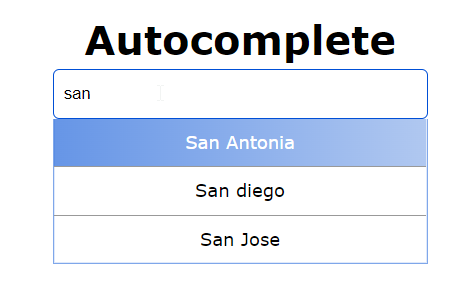 Autocomplete
san
San Antonia
San diego
San Jose